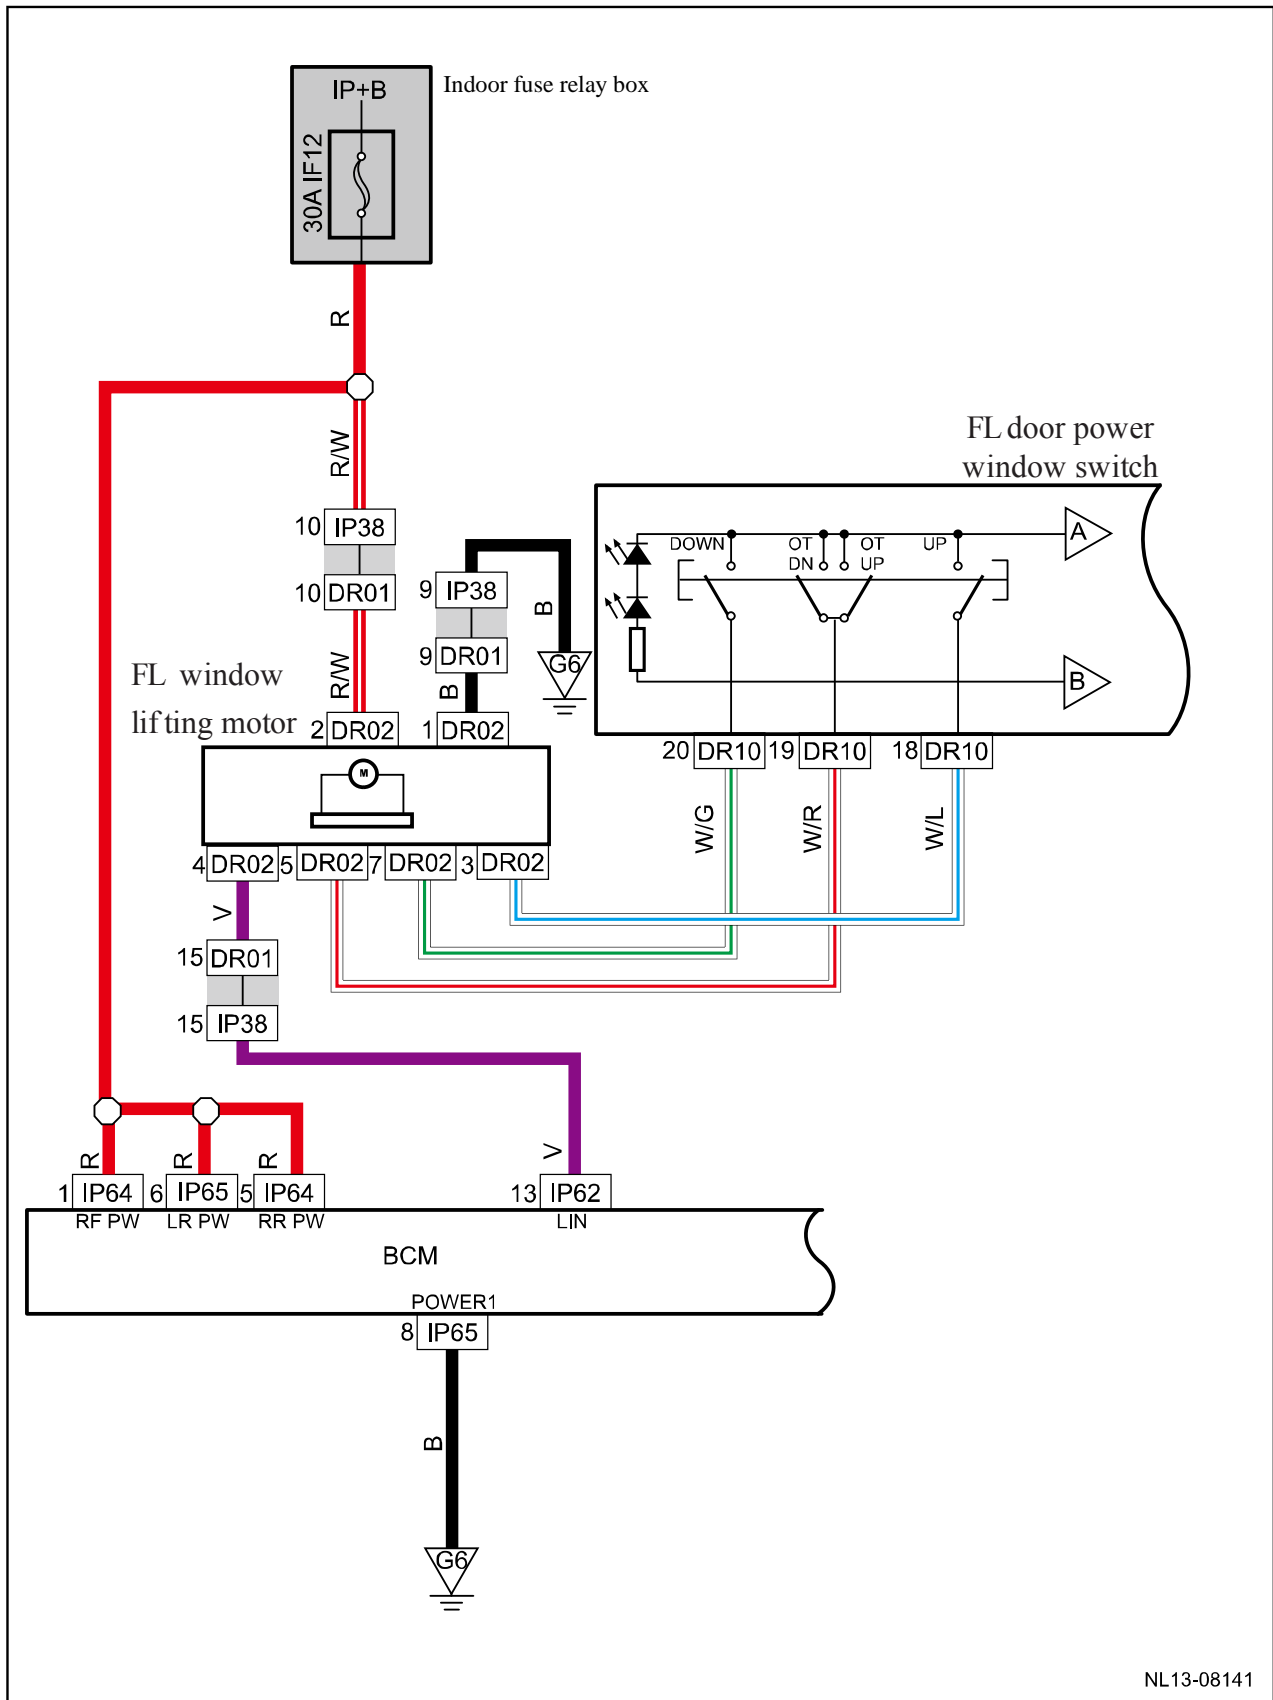 IP+B
Indoor fuse relay box
30A IF12
R
R/W
10 IP38
10 DR01
R/W
9 IP38
9 DR01
B
B
G6
FL door power
window switch
DOWN
OT
DN
OT
UP
UP
A
B
FL window
lifting motor
2 DR02
1 DR02
M
20 DR10
19 DR10
18 DR10
W/G
W/R
W/L
4 DR02
5 DR02
7 DR02
3 DR02
V
15 DR01
15 IP38
R
R
R
V
1 IP64
6 IP65
5 IP64
13 IP62
RF PW
LR PW
RR PW
LIN
BCM
POWER1
8 IP65
B
G6
NL13-08141